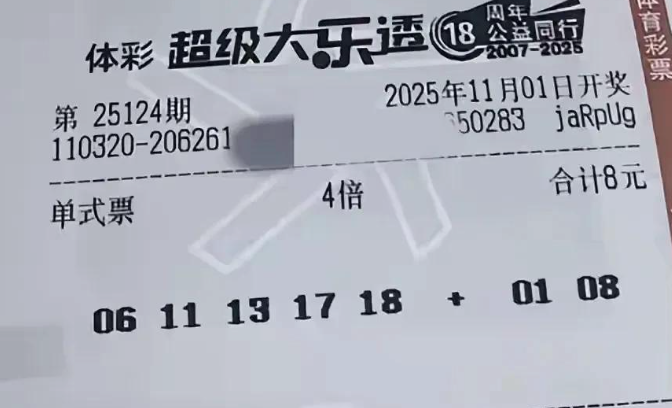 体彩 超级大乐透 18 周年 公益同行 2007-2025
第 25124期 2025年11月01日开奖
110320-206261 650283 jaRpUg
单式票 4倍 合计8元
06 11 13 17 18 + 01 08
体育彩票